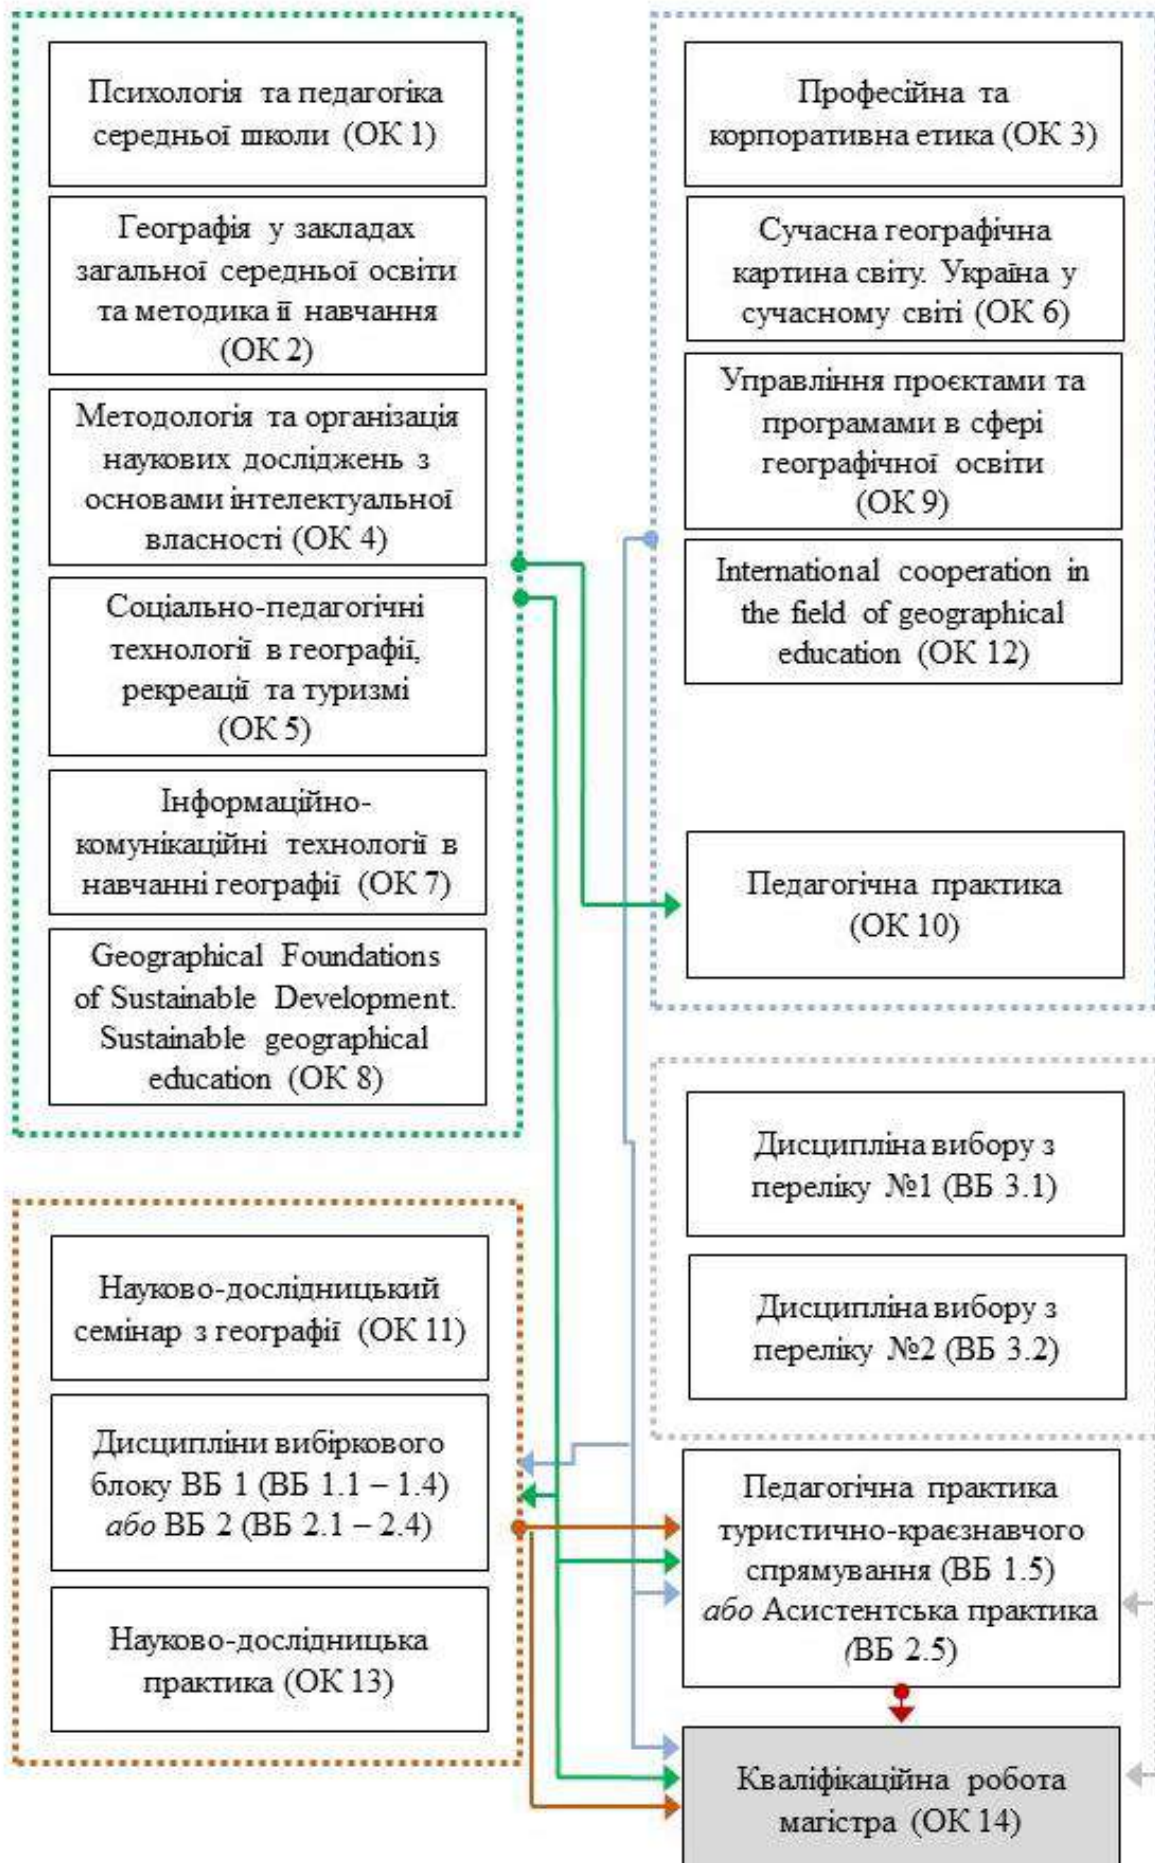 Психологія та педагогіка
середньої школи (ОК 1)
Географія у закладах
загальної середньої освіти
та методика її навчання
(ОК 2)
Методологія та організація
наукових досліджень з
основами інтелектуальної
власності (ОК 4)
Соціально-педагогічні
технології в географії,
рекреації та туризмі
(ОК 5)
Інформаційно-
комунікаційні технології в
навчанні географії (ОК 7)
Geographical Foundations
of Sustainable Development.
Sustainable geographical
education (ОК 8)
Професійна та
корпоративна етика (ОК 3)
Сучасна географічна
картина світу. Україна у
сучасному світі (ОК 6)
Управління проєктами та
програмами в сфері
географічної освіти
(ОК 9)
International cooperation in
the field of geographical
education (ОК 12)
Педагогічна практика
(ОК 10)
Дисципліна вибору з
переліку №1 (ВБ 3.1)
Дисципліна вибору з
переліку №2 (ВБ 3.2)
Науково-дослідницький
семінар з географії (ОК 11)
Дисципліни вибіркового
блоку ВБ 1 (ВБ 1.1 – 1.4)
або ВБ 2 (ВБ 2.1 – 2.4)
Науково-дослідницька
практика (ОК 13)
Педагогічна практика
туристично-краєзнавчого
спрямування (ВБ 1.5)
або Асистентська практика
(ВБ 2.5)
Кваліфікаційна робота
магістра (ОК 14)